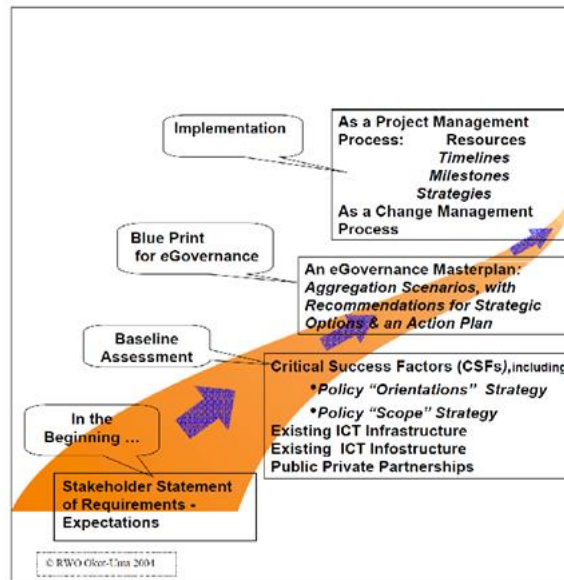 Implementation
As a Project Management
Process: Resources
Timelines
Milestones
Strategies
As a Change Management
Process
Blue Print
for eGovernance
An eGovernance Masterplan:
Aggregation Scenarios, with
Recommendations for Strategic
Options & an Action Plan
Baseline
Assessment
Critical Success Factors (CSFs), including
•Policy “Orientations” Strategy
•Policy “Scope” Strategy
Existing ICT Infrastructure
Existing ICT Infostructure
Public Private Partnerships
In the
Beginning ...
Stakeholder Statement
of Requirements -
Expectations
© RWO Okot-Uma 2004